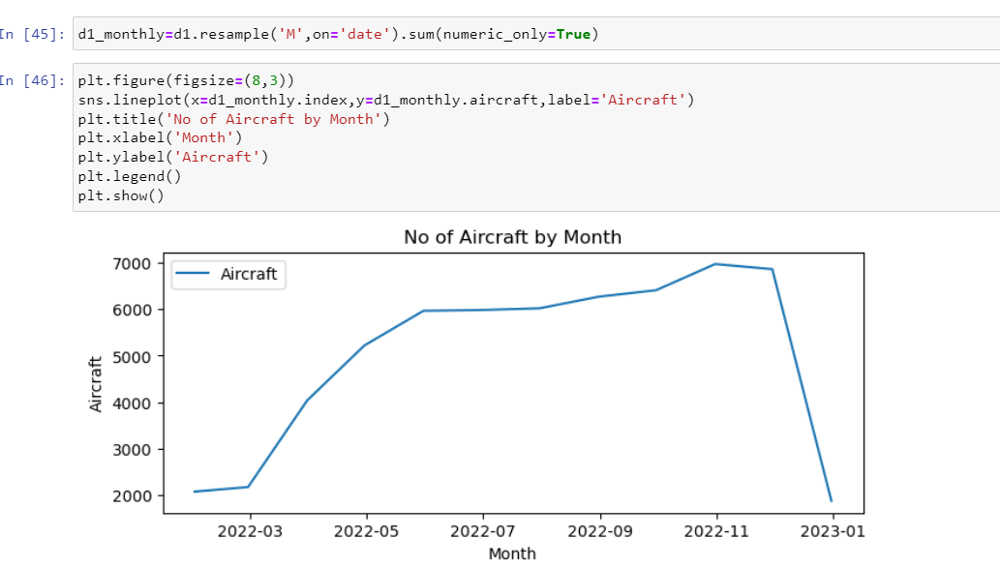 In [45]: d1_monthly=d1.resample('M',on='date').sum(numeric_only=True)
In [46]: plt.figure(figsize=(8,3))
sns.lineplot(x=d1_monthly.index,y=d1_monthly.aircraft,label='Aircraft')
plt.title('No of Aircraft by Month')
plt.xlabel('Month')
plt.ylabel('Aircraft')
plt.legend()
plt.show()
No of Aircraft by Month
Aircraft
7000
6000
5000
4000
3000
2000
Aircraft
2022-03 2022-05 2022-07 2022-09 2022-11 2023-01
Month